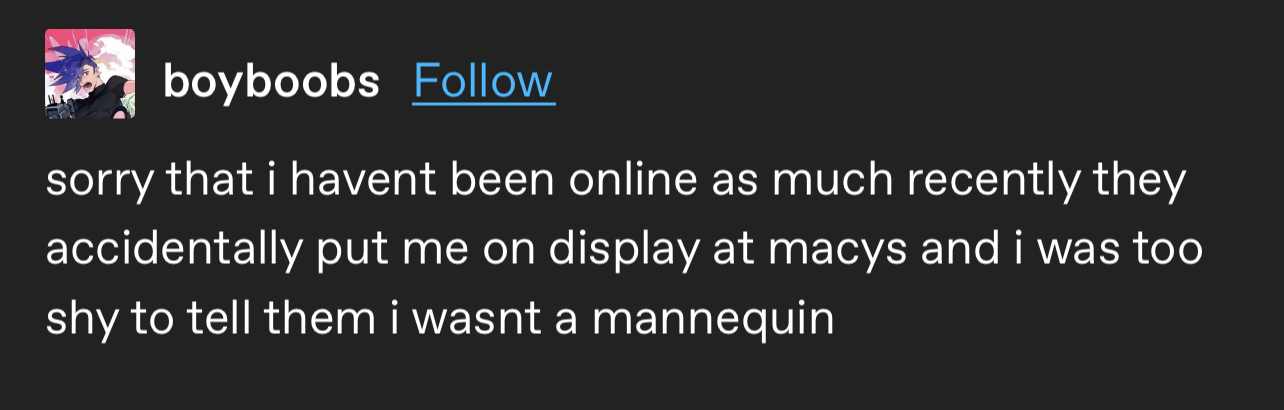 boyboobs Follow
sorry that i havent been online as much recently they
accidentally put me on display at macys and i was too
shy to tell them i wasnt a mannequin